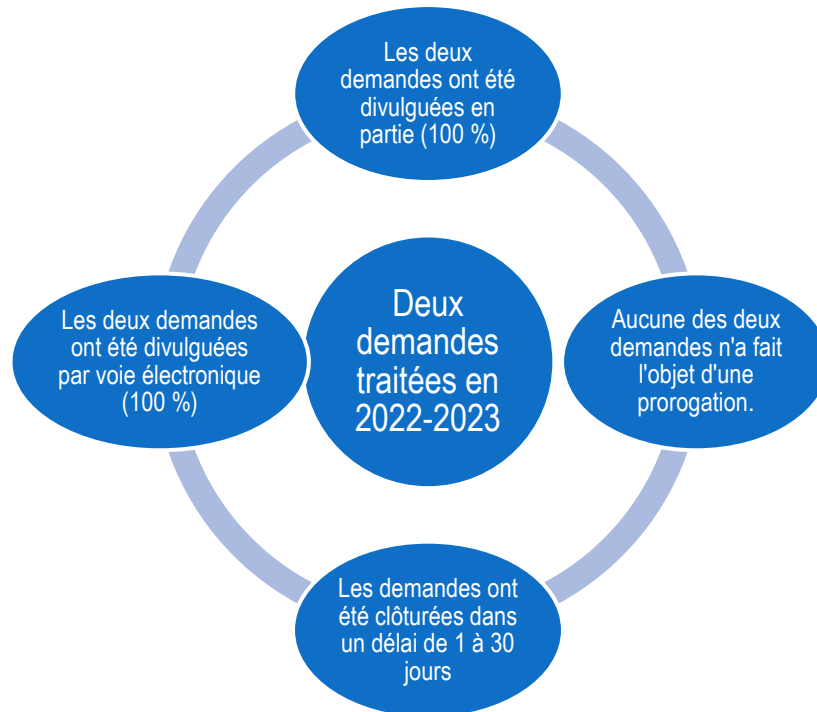 Les deux
demandes ont été
divulguées en
partie (100 %)
Les deux demandes
ont été divulguées
par voie électronique
(100 %)
Deux
demandes
traitées en
2022-2023
Aucune des deux
demandes n'a fait
l'objet d'une
prorogation.
Les demandes ont
été clôturées dans
un délai de 1 à 30
jours